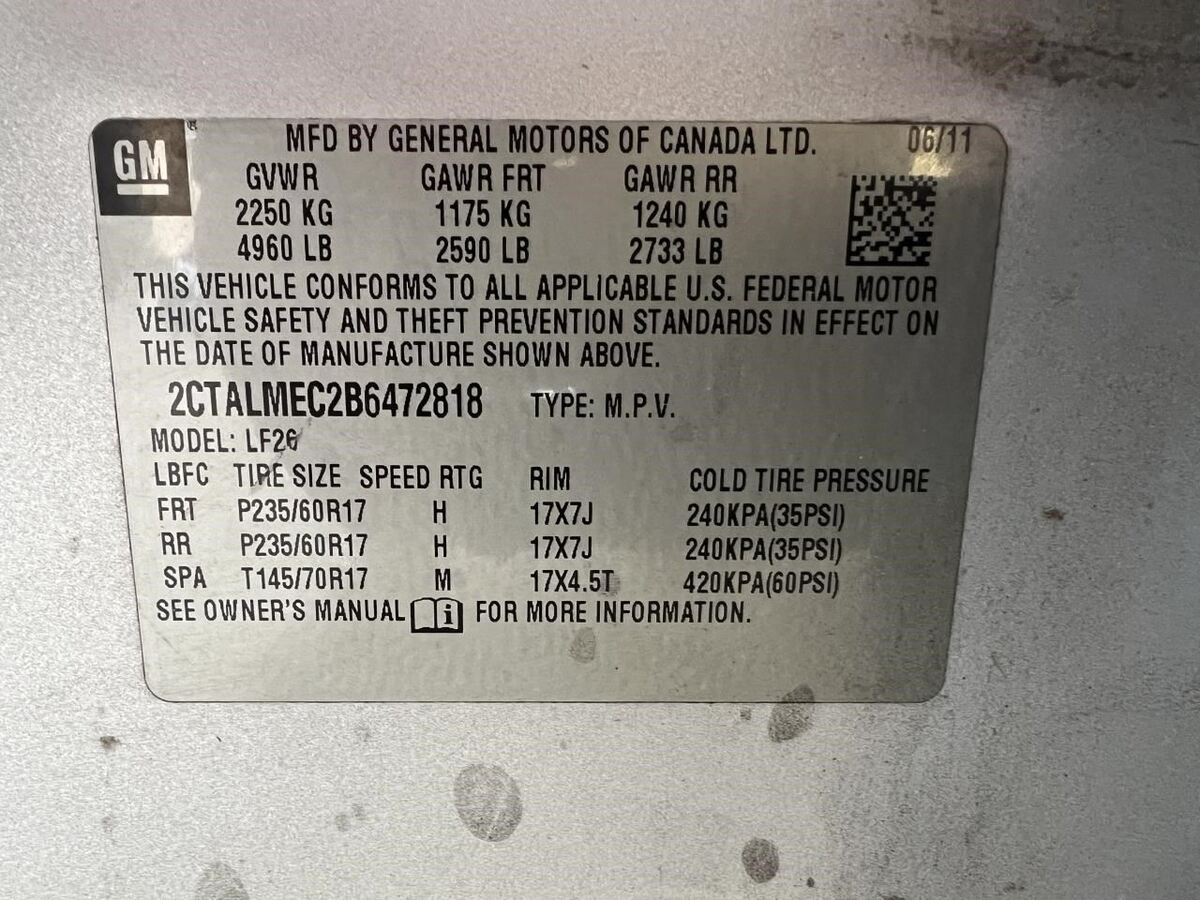 GM MFD BY GENERAL MOTORS OF CANADA LTD. 06/11
GVWR GAWR FRT GAWR RR
2250 KG 1175 KG 1240 KG
4960 LB 2590 LB 2733 LB
THIS VEHICLE CONFORMS TO ALL APPLICABLE U.S. FEDERAL MOTOR
VEHICLE SAFETY AND THEFT PREVENTION STANDARDS IN EFFECT ON
THE DATE OF MANUFACTURE SHOWN ABOVE.
2CTALMEC2B6472818 TYPE: M.P.V.
MODEL: LF26
LBFC TIRE SIZE SPEED RTG RIM COLD TIRE PRESSURE
FRT P235/60R17 H 17X7J 240KPA(35PSI)
RR P235/60R17 H 17X7J 240KPA(35PSI)
SPA T145/70R17 M 17X4.5T 420KPA(60PSI)
SEE OWNER'S MANUAL i FOR MORE INFORMATION.